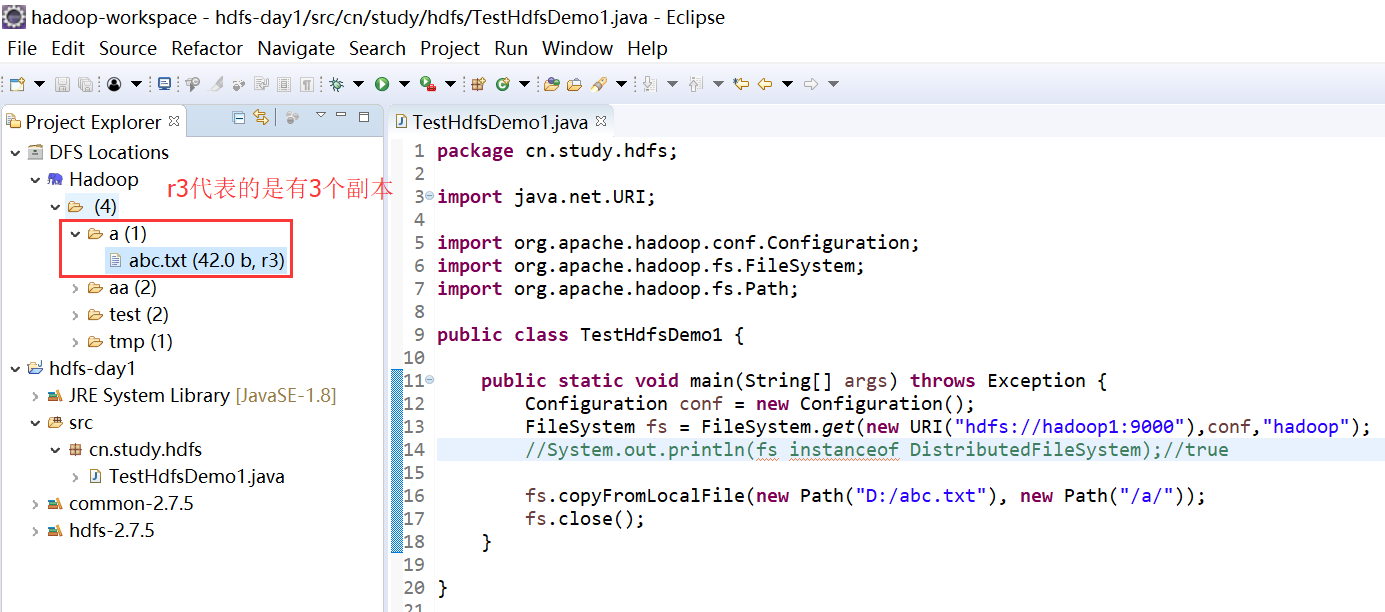 hadoop-workspace - hdfs-day1/src/cn/study/hdfs/TestHdfsDemo1.java - Eclipse
File Edit Source Refactor Navigate Search Project Run Window Help
Project Explorer
DFS Locations
Hadoop
r3代表的是有3个副本
(4)
a (1)
abc.txt (42.0 b, r3)
aa (2)
test (2)
tmp (1)
hdfs-day1
JRE System Library [JavaSE-1.8]
src
cn.study.hdfs
TestHdfsDemo1.java
common-2.7.5
hdfs-2.7.5
TestHdfsDemo1.java
1 package cn.study.hdfs;
2
3 import java.net.URI;
4
5 import org.apache.hadoop.conf.Configuration;
6 import org.apache.hadoop.fs.FileSystem;
7 import org.apache.hadoop.fs.Path;
8
9 public class TestHdfsDemo1 {
10
11 public static void main(String[] args) throws Exception {
12 Configuration conf = new Configuration();
13 FileSystem fs = FileSystem.get(new URI("hdfs://hadoop1:9000"),conf,"hadoop");
14 //System.out.println(fs instanceof DistributedFileSystem);//true
15
16 fs.copyFromLocalFile(new Path("D:/abc.txt"), new Path("/a/"));
17 fs.close();
18 }
19
20 }
21